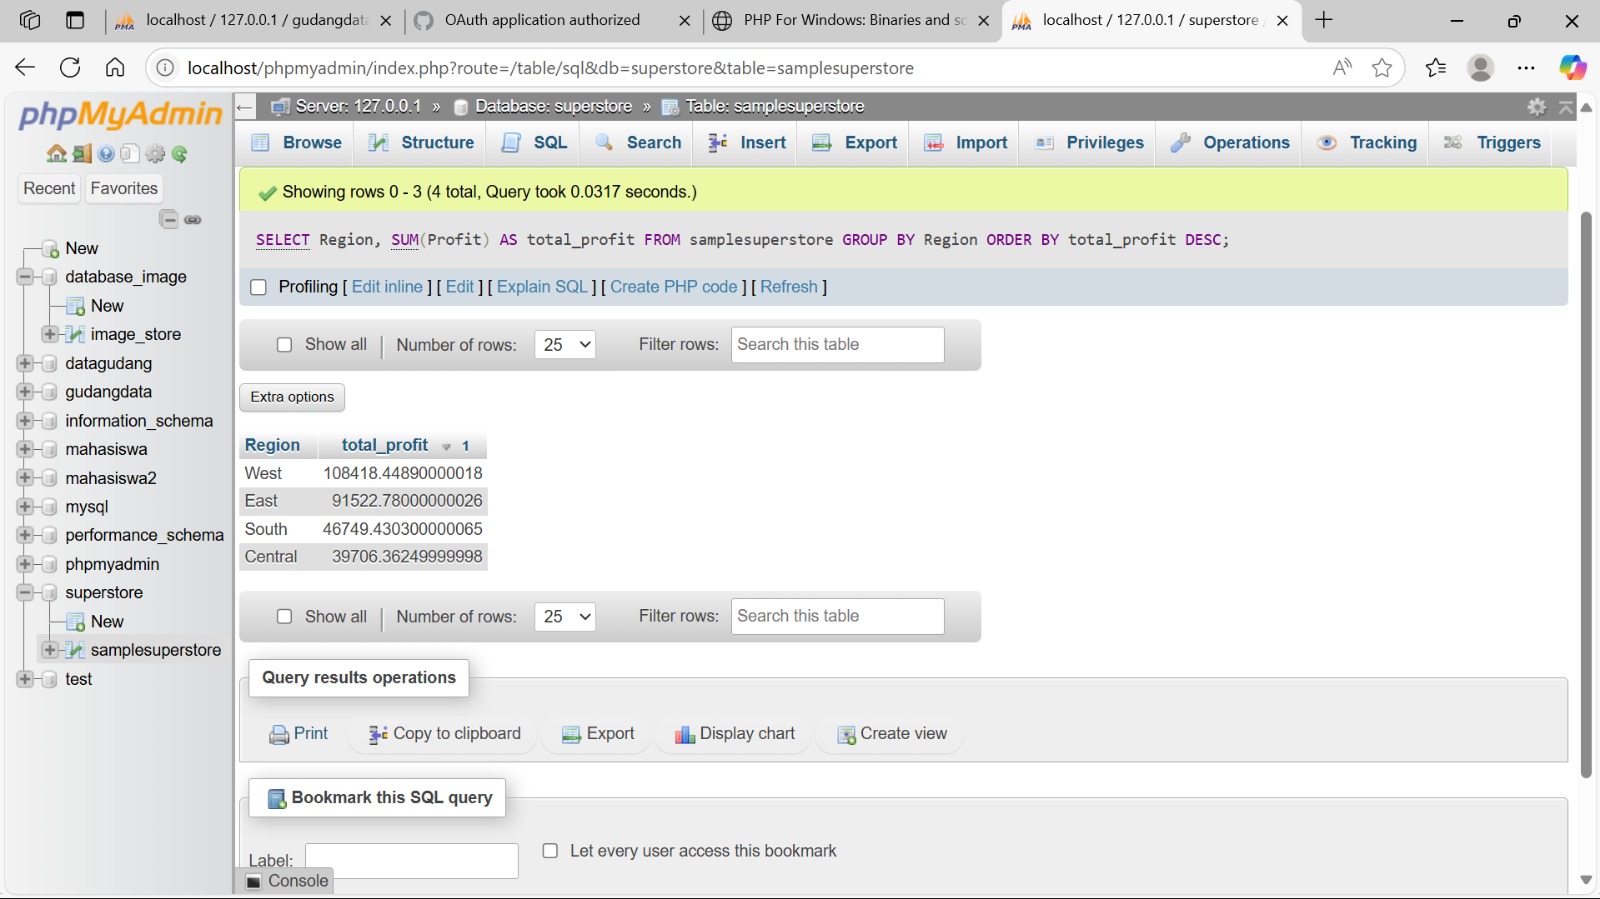 localhost / 127.0.0.1 / gudangdata
OAuth application authorized
PHP For Windows: Binaries and so
localhost / 127.0.0.1 / superstore /
localhost/phpmyadmin/index.php?route=/table/sql&db=superstore&table=samplesuperstore
phpMyAdmin
Recent Favorites
New
database_image
New
image_store
datagudang
gudangdata
information_schema
mahasiswa
mahasiswa2
mysql
performance_schema
phpmyadmin
superstore
New
samplesuperstore
test
Server: 127.0.0.1 » Database: superstore » Table: samplesuperstore
Browse Structure SQL Search Insert Export Import Privileges Operations Tracking Triggers
Showing rows 0 - 3 (4 total, Query took 0.0317 seconds.)
SELECT Region, SUM(Profit) AS total_profit FROM samplesuperstore GROUP BY Region ORDER BY total_profit DESC;
Profiling [ Edit inline ] [ Edit ] [ Explain SQL ] [ Create PHP code ] [ Refresh ]
Show all | Number of rows: 25 Filter rows: Search this table
Extra options
Region total_profit 1
West 108418.44890000018
East 91522.78000000026
South 46749.430300000065
Central 39706.36249999998
Show all | Number of rows: 25 Filter rows: Search this table
Query results operations
Print Copy to clipboard Export Display chart Create view
Bookmark this SQL query
Label: Let every user access this bookmark
Console